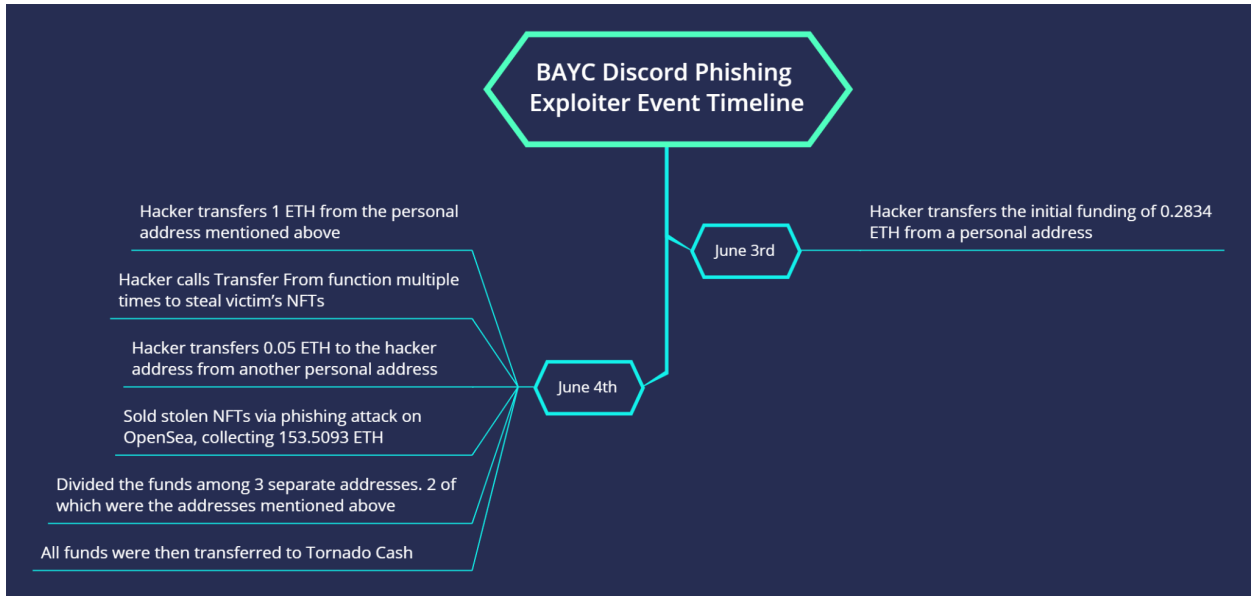 BAYC Discord Phishing
Exploiter Event Timeline
June 3rd
Hacker transfers the initial funding of 0.2834
ETH from a personal address
June 4th
Hacker transfers 1 ETH from the personal
address mentioned above
Hacker calls Transfer From function multiple
times to steal victim’s NFTs
Hacker transfers 0.05 ETH to the hacker
address from another personal address
Sold stolen NFTs via phishing attack on
OpenSea, collecting 153.5093 ETH
Divided the funds among 3 separate addresses. 2 of
which were the addresses mentioned above
All funds were then transferred to Tornado Cash